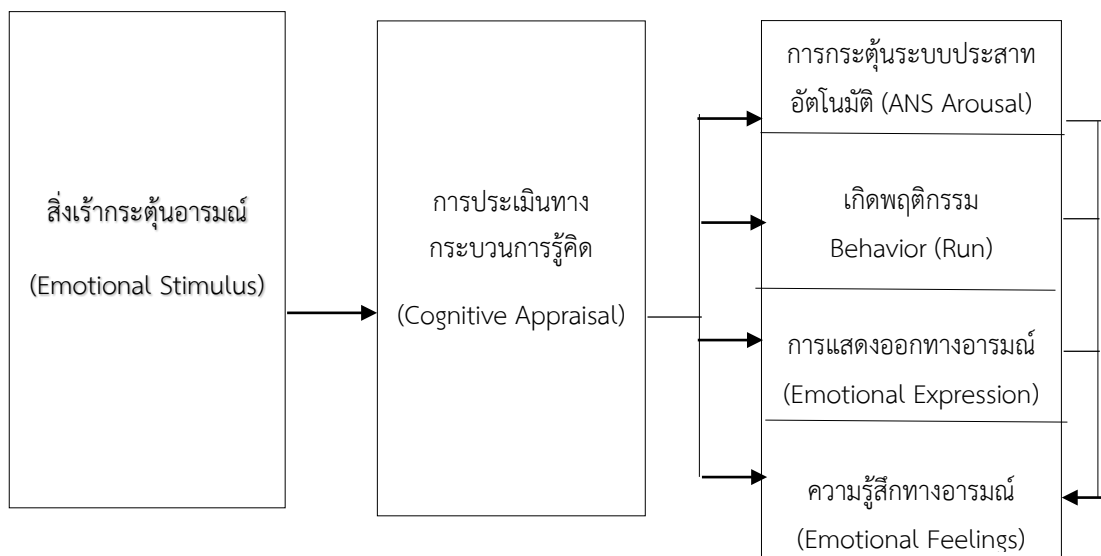 สิ่งเร้ากระตุ้นอารมณ์
(Emotional Stimulus)
การประเมินทาง
กระบวนการรู้คิด
(Cognitive Appraisal)
การกระตุ้นระบบประสาท
อัตโนมัติ (ANS Arousal)
เกิดพฤติกรรม
Behavior (Run)
การแสดงออกทางอารมณ์
(Emotional Expression)
ความรู้สึกทางอารมณ์
(Emotional Feelings)